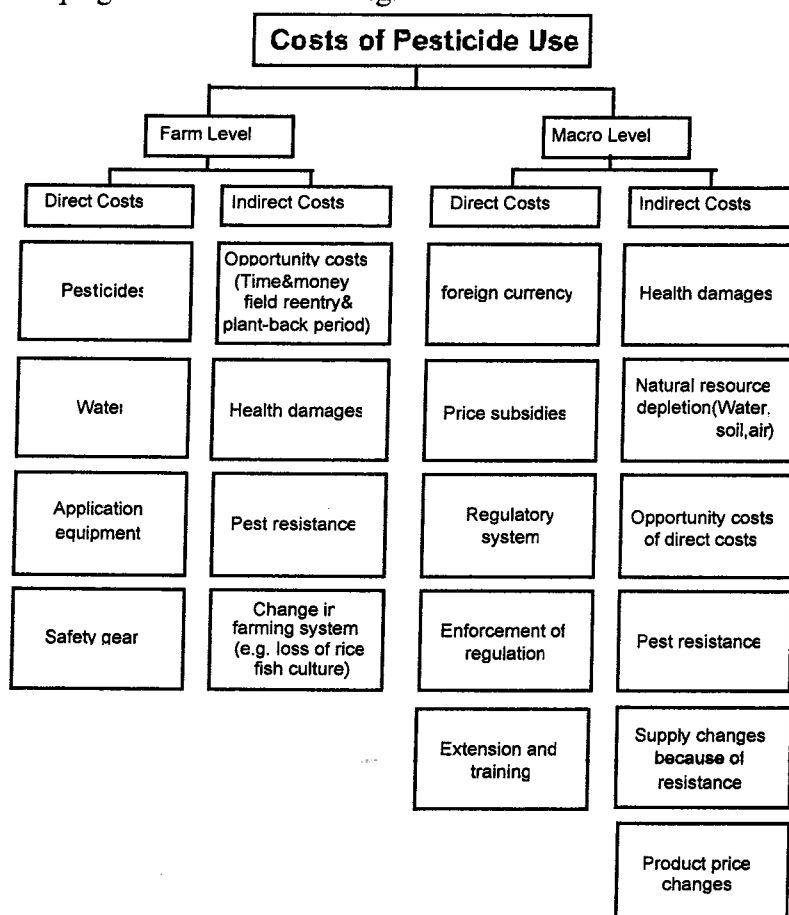 Costs of Pesticide Use
Farm Level
Macro Level
Direct Costs
Indirect Costs
Direct Costs
Indirect Costs
Pesticides
Opportunity costs
(Time&money
field reentry&
plant-back period)
foreign currency
Health damages
Water
Health damages
Price subsidies
Natural resource
depletion(Water,
soil,air)
Application
equipment
Pest resistance
Regulatory
system
Opportunity costs
of direct costs
Safety gear
Change in
farming system
(e.g. loss of rice
fish culture)
Enforcement of
regulation
Pest resistance
Extension and
training
Supply changes
because of
resistance
Product price
changes